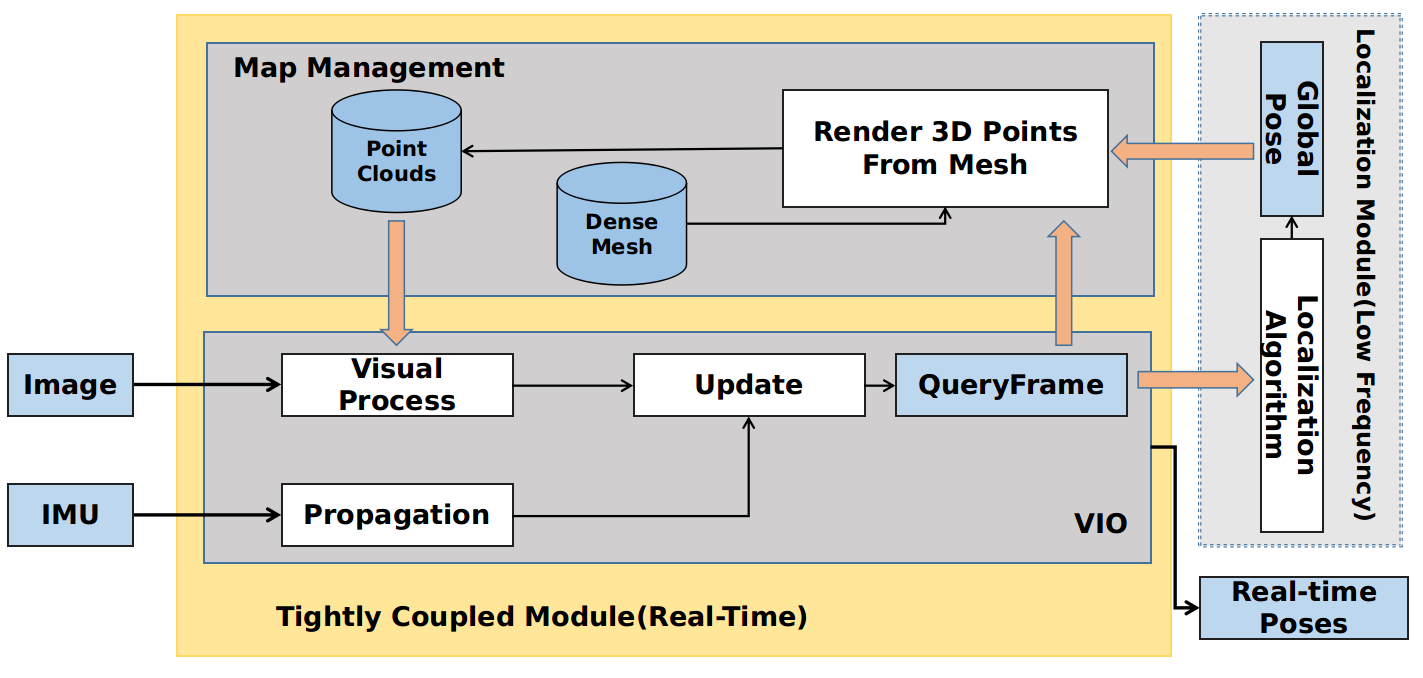 Map Management
Point
Clouds
Dense
Mesh
Render 3D Points
From Mesh
Global
Pose
Localization Module(Low Frequency)
Localization
Algorithm
Image
Visual
Process
Update
QueryFrame
IMU
Propagation
VIO
Tightly Coupled Module(Real-Time)
Real-time
Poses